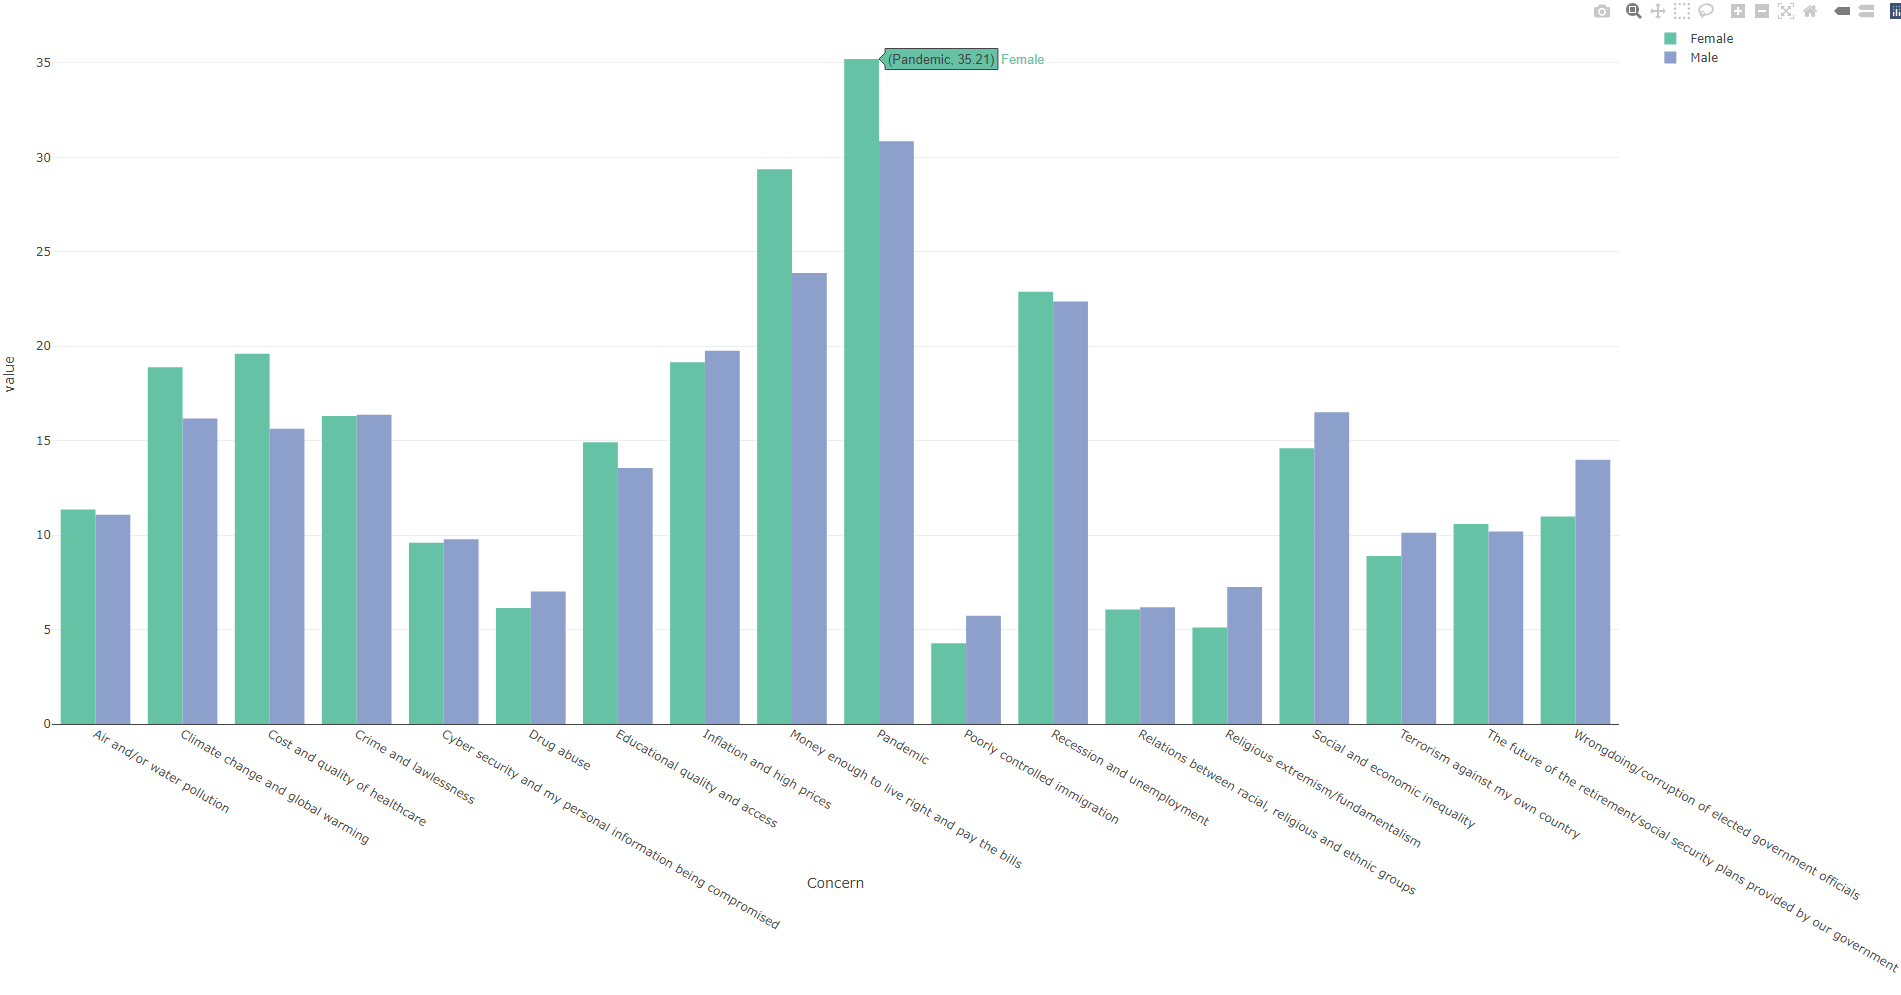 Female
Male
(Pandemic, 35.21) Female
35
30
25
20
15
10
5
0
value
Air and/or water pollution
Climate change and global warming
Cost and quality of healthcare
Crime and lawlessness
Cyber security and my personal information being compromised
Drug abuse
Educational quality and access
Inflation and high prices
Money enough to live right and pay the bills
Pandemic
Poorly controlled immigration
Recession and unemployment
Relations between racial, religious and ethnic groups
Religious extremism/fundamentalism
Social and economic inequality
Terrorism against my own country
The future of the retirement/social security plans provided by our government
Wrongdoing/corruption of elected government officials
Concern